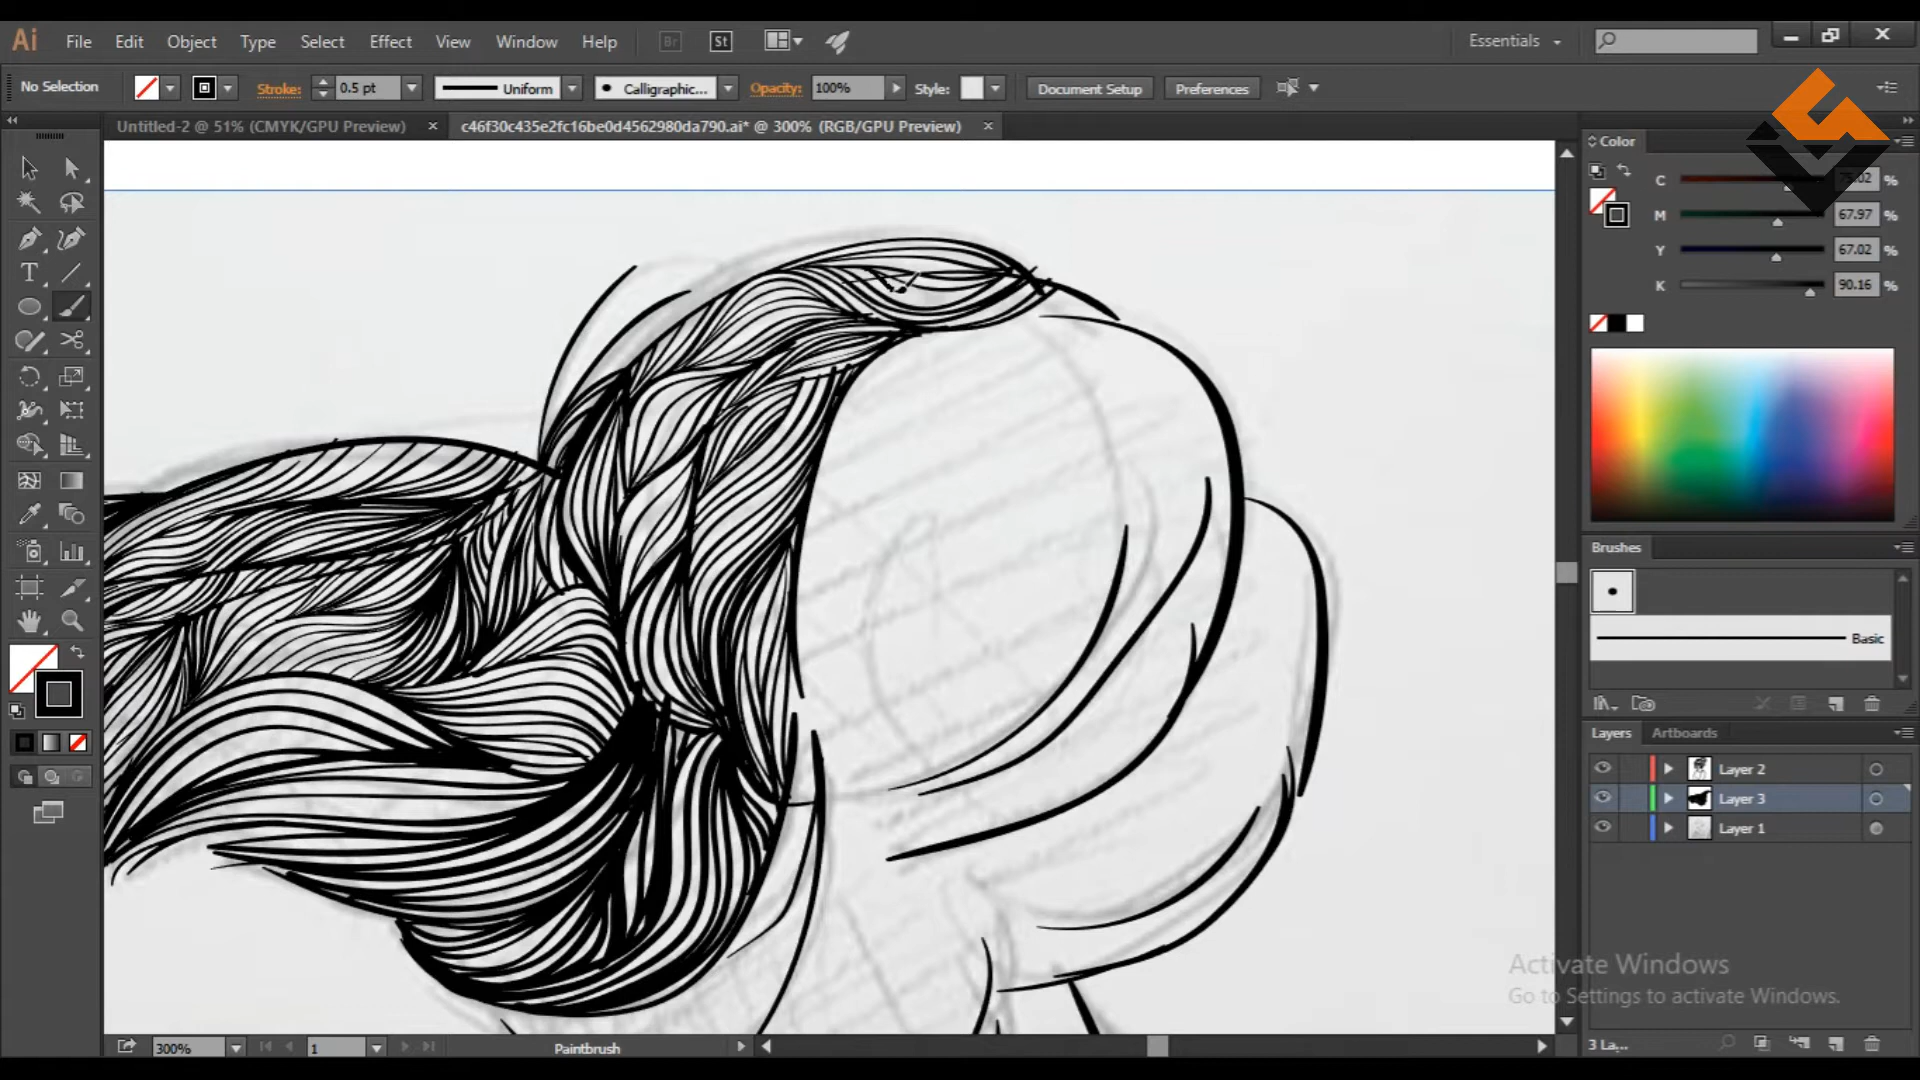 Ai File Edit Object Type Select Effect View Window Help Br St Essentials
No Selection Stroke: 0.5 pt Uniform Calligraphic... Opacity: 100% Style: Document Setup Preferences
Untitled-2 @ 51% (CMYK/GPU Preview) × c46f30c435e2fc16be0d4562980da790.ai* @ 300% (RGB/GPU Preview) ×
Color
C %
M 67.97 %
Y 67.02 %
K 90.16 %
Brushes
Basic
Layers Artboards
Layer 2
Layer 3
Layer 1
Activate Windows
Go to Settings to activate Windows.
300% 1 Paintbrush 3 La...